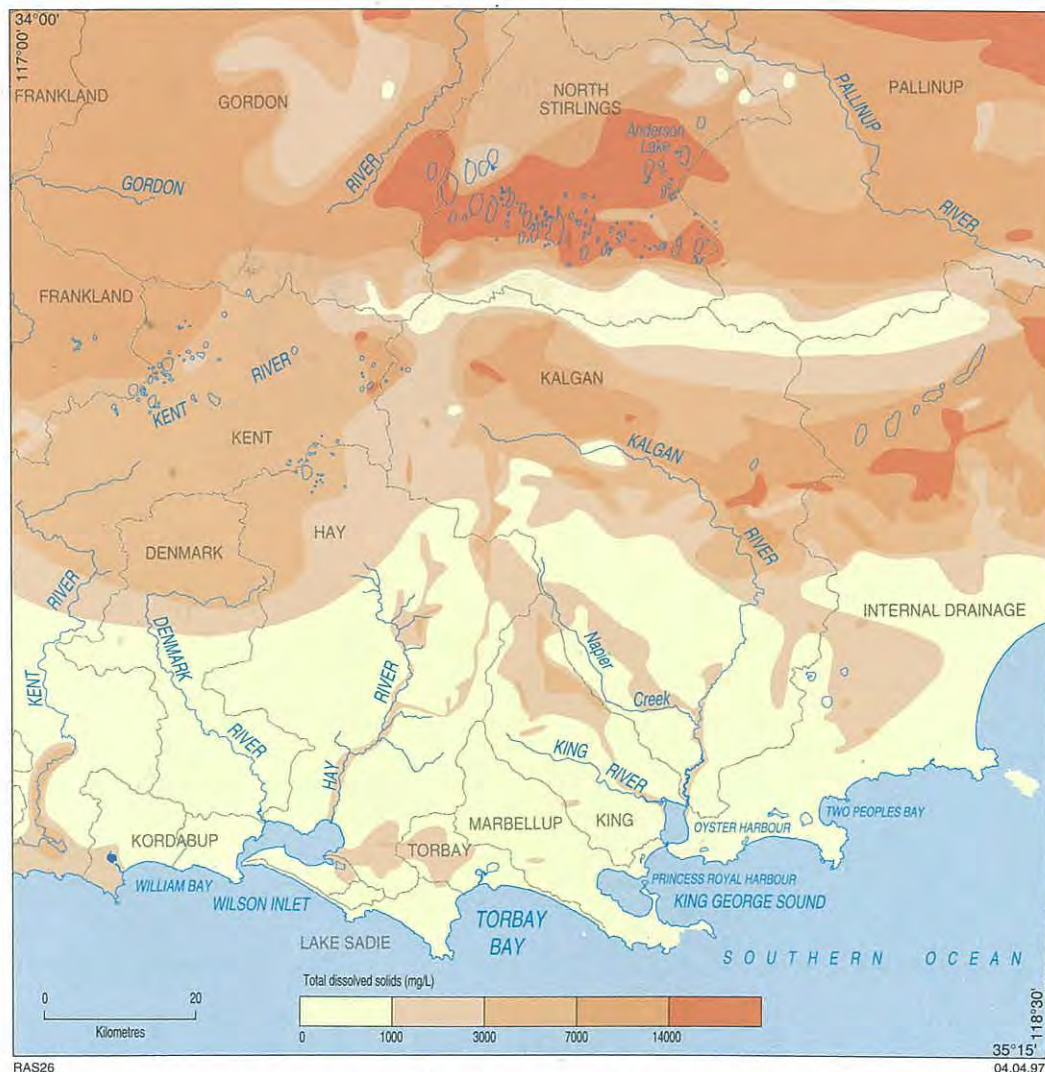 34°00'
117°00'
FRANKLAND
GORDON
NORTH
STIRLINGS
PALLINUP
PALLINUP
RIVER
Anderson
Lake
RIVER
GORDON
RIVER
FRANKLAND
RIVER
KENT
KENT
KALGAN
KALGAN
RIVER
HAY
DENMARK
INTERNAL DRAINAGE
RIVER
KENT
DENMARK
RIVER
RIVER
HAY
Napier
Creek
KING
RIVER
KORDABUP
MARBELLUP
KING
TORBAY
OYSTER HARBOUR
TWO PEOPLES BAY
WILLIAM BAY
WILSON INLET
PRINCESS ROYAL HARBOUR
KING GEORGE SOUND
TORBAY
BAY
LAKE SADIE
SOUTHERN OCEAN
Total dissolved solids (mg/L)
0 1000 3000 7000 14000
0 20
Kilometres
118°30'
35°15'
RAS26
04.04.97